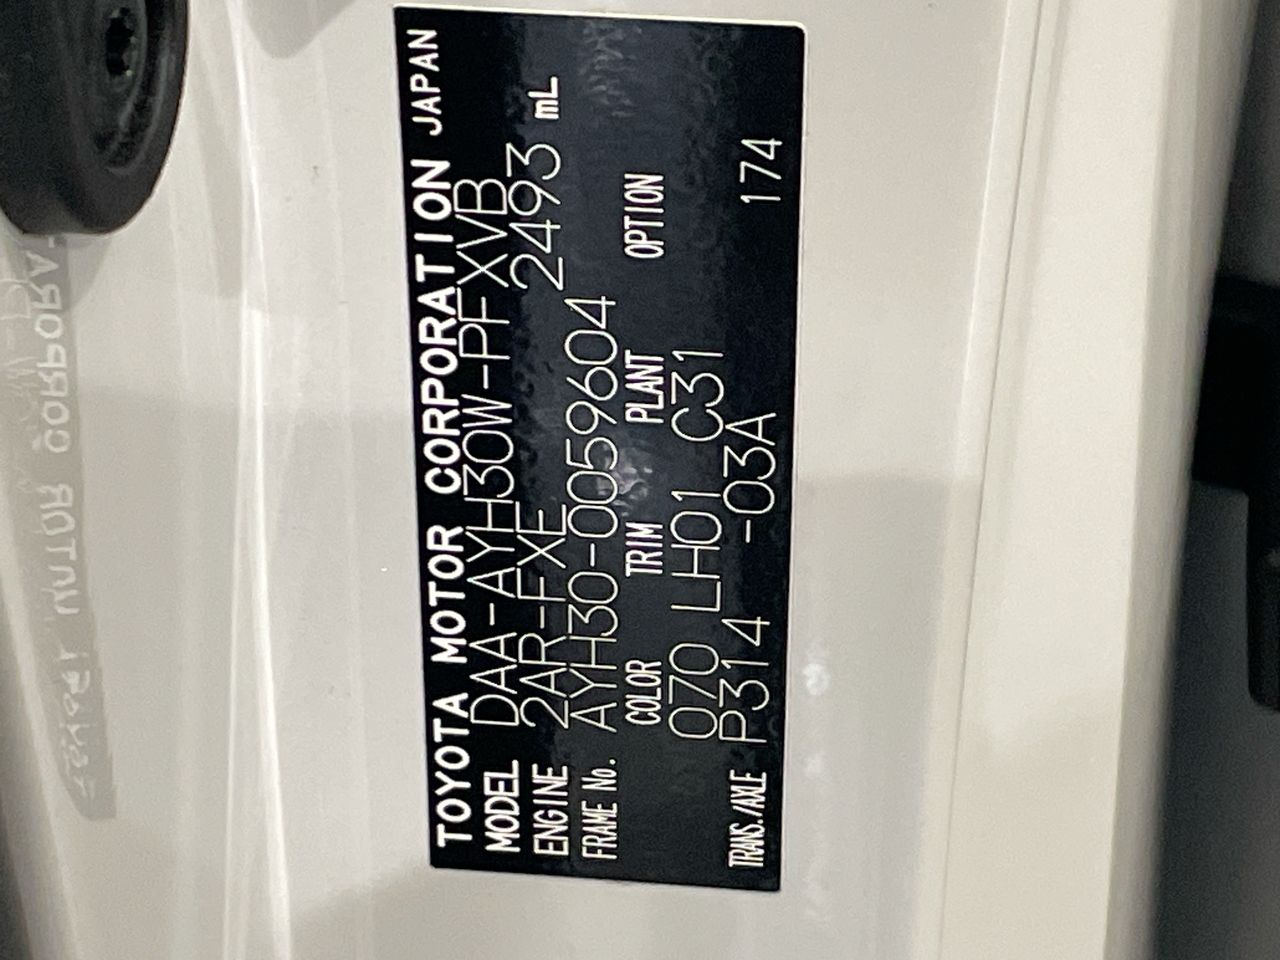 TOYOTA MOTOR CORPORATION JAPAN
MODEL DAA-AYH30W-PFXVB
ENGINE 2AR-FXE 2493 mL
FRAME No. AYH30-0059604
COLOR TRIM PLANT OPTION
070 LH01 C31
TRANS./AXLE P314 -03A 174